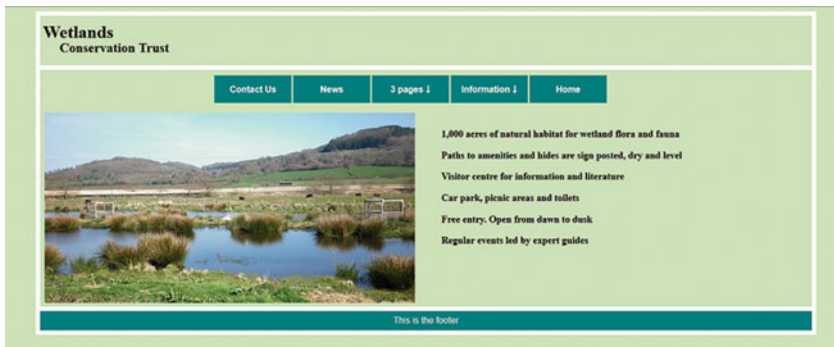 Wetlands
Conservation Trust
Contact Us News 3 pages ↓ Information ↓ Home
1,000 acres of natural habitat for wetland flora and fauna
Paths to amenities and hides are sign posted, dry and level
Visitor centre for information and literature
Car park, picnic areas and toilets
Free entry. Open from dawn to dusk
Regular events led by expert guides
This is the footer